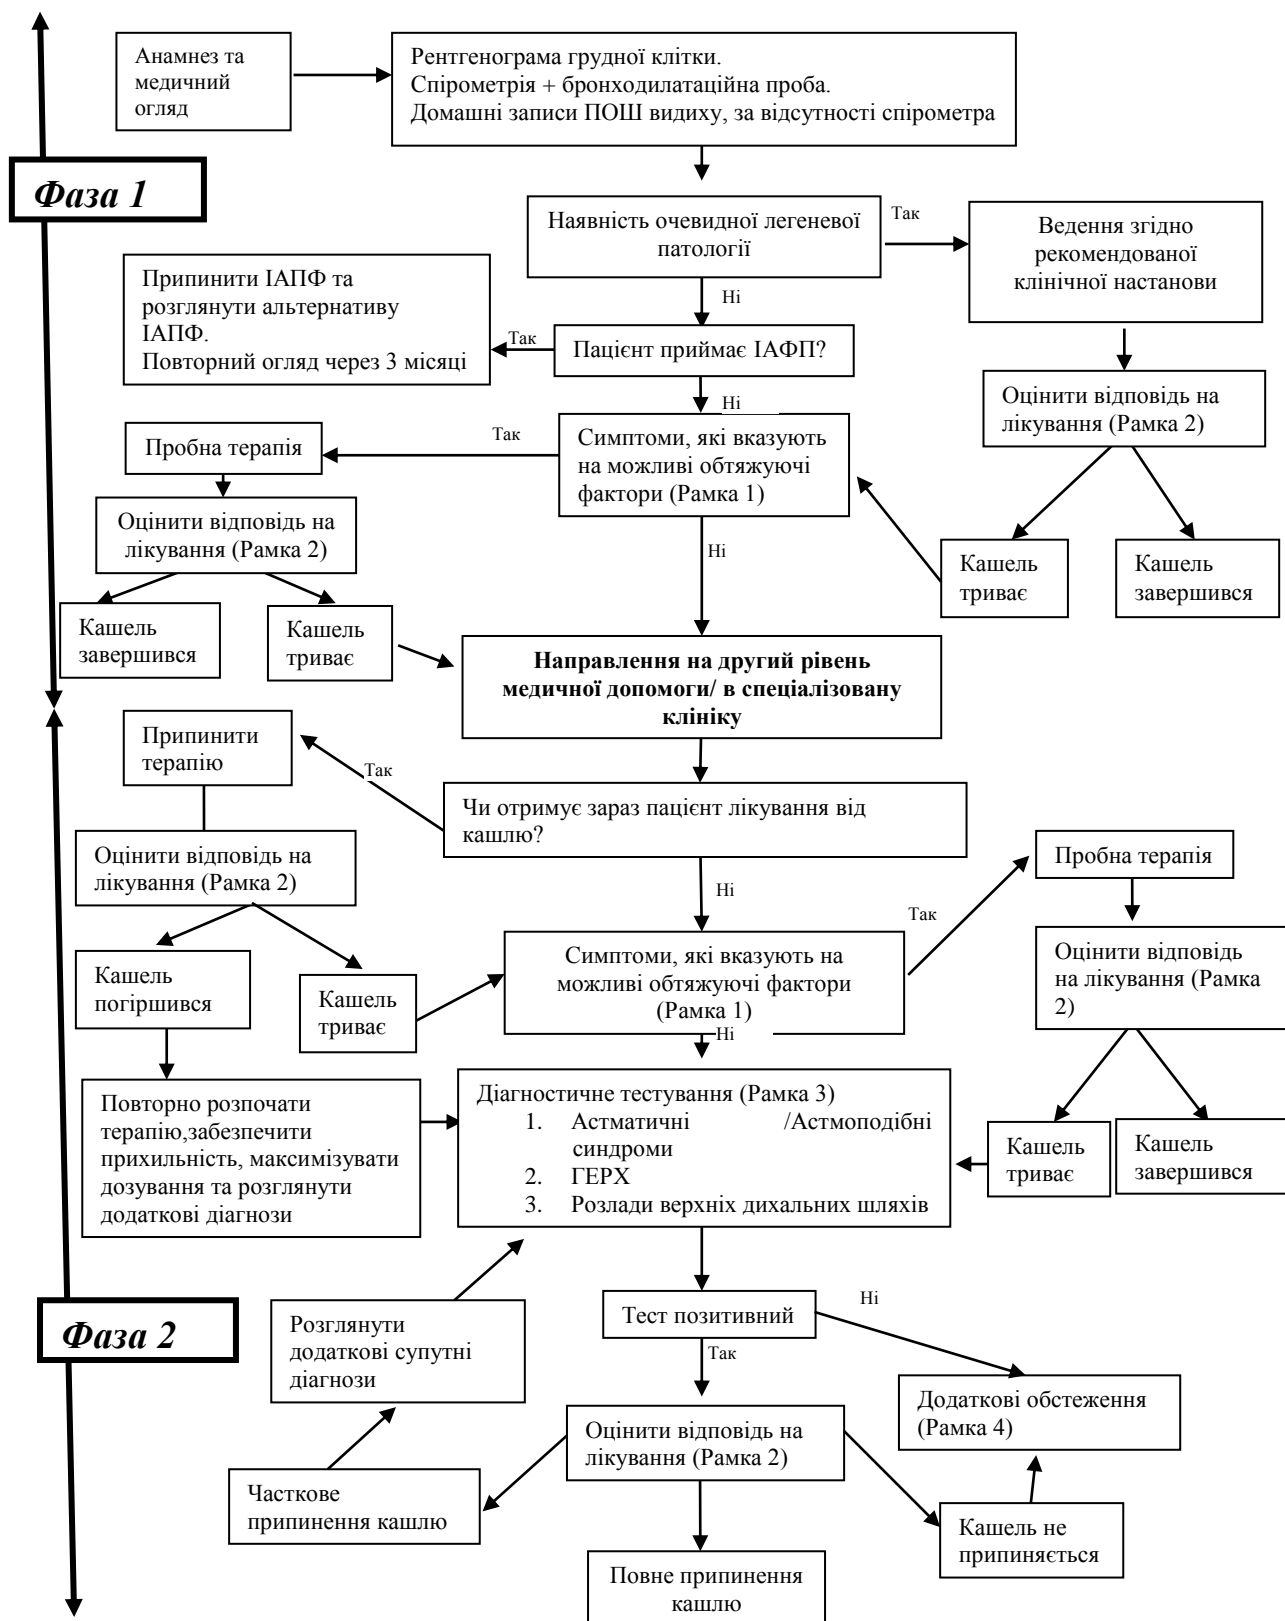 Анамнез та
медичний
огляд
Рентгенограма грудної клітки.
Спірометрія + бронходилатаційна проба.
Домашні записи ПОШ видиху, за відсутності спірометра
Фаза 1
Наявність очевидної легеневої
патології
Так
Ведення згідно
рекомендованої
клінічної настанови
Ні
Припинити ІАПФ та
розглянути альтернативу
ІАПФ.
Повторний огляд через 3 місяці
Так
Пацієнт приймає ІАФП?
Ні
Оцінити відповідь на
лікування (Рамка 2)
Пробна терапія
Так
Симптоми, які вказують
на можливі обтяжуючі
фактори (Рамка 1)
Оцінити відповідь на
лікування (Рамка 2)
Ні
Кашель
триває
Кашель
завершився
Кашель
завершився
Кашель
триває
Направлення на другий рівень
медичної допомоги/ в спеціалізовану
клініку
Припинити
терапію
Так
Чи отримує зараз пацієнт лікування від
кашлю?
Оцінити відповідь на
лікування (Рамка 2)
Ні
Пробна терапія
Так
Симптоми, які вказують на
можливі обтяжуючі фактори
(Рамка 1)
Оцінити відповідь
на лікування (Рамка
2)
Кашель
погіршився
Кашель
триває
Ні
Повторно розпочати
терапію,забезпечити
прихильність, максимізувати
дозування та розглянути
додаткові діагнози
Діагностичне тестування (Рамка 3)
1. Астматичні /Астмоподібні
синдроми
2. ГЕРХ
3. Розлади верхніх дихальних шляхів
Кашель
триває
Кашель
завершився
Фаза 2
Розглянути
додаткові супутні
діагнози
Тест позитивний
Ні
Так
Додаткові обстеження
(Рамка 4)
Оцінити відповідь на
лікування (Рамка 2)
Часткове
припинення кашлю
Кашель не
припиняється
Повне припинення
кашлю